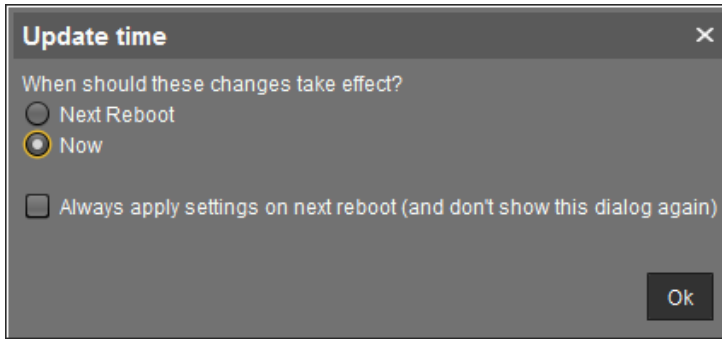 Update time
When should these changes take effect?
Next Reboot
Now
Always apply settings on next reboot (and don't show this dialog again)
Ok